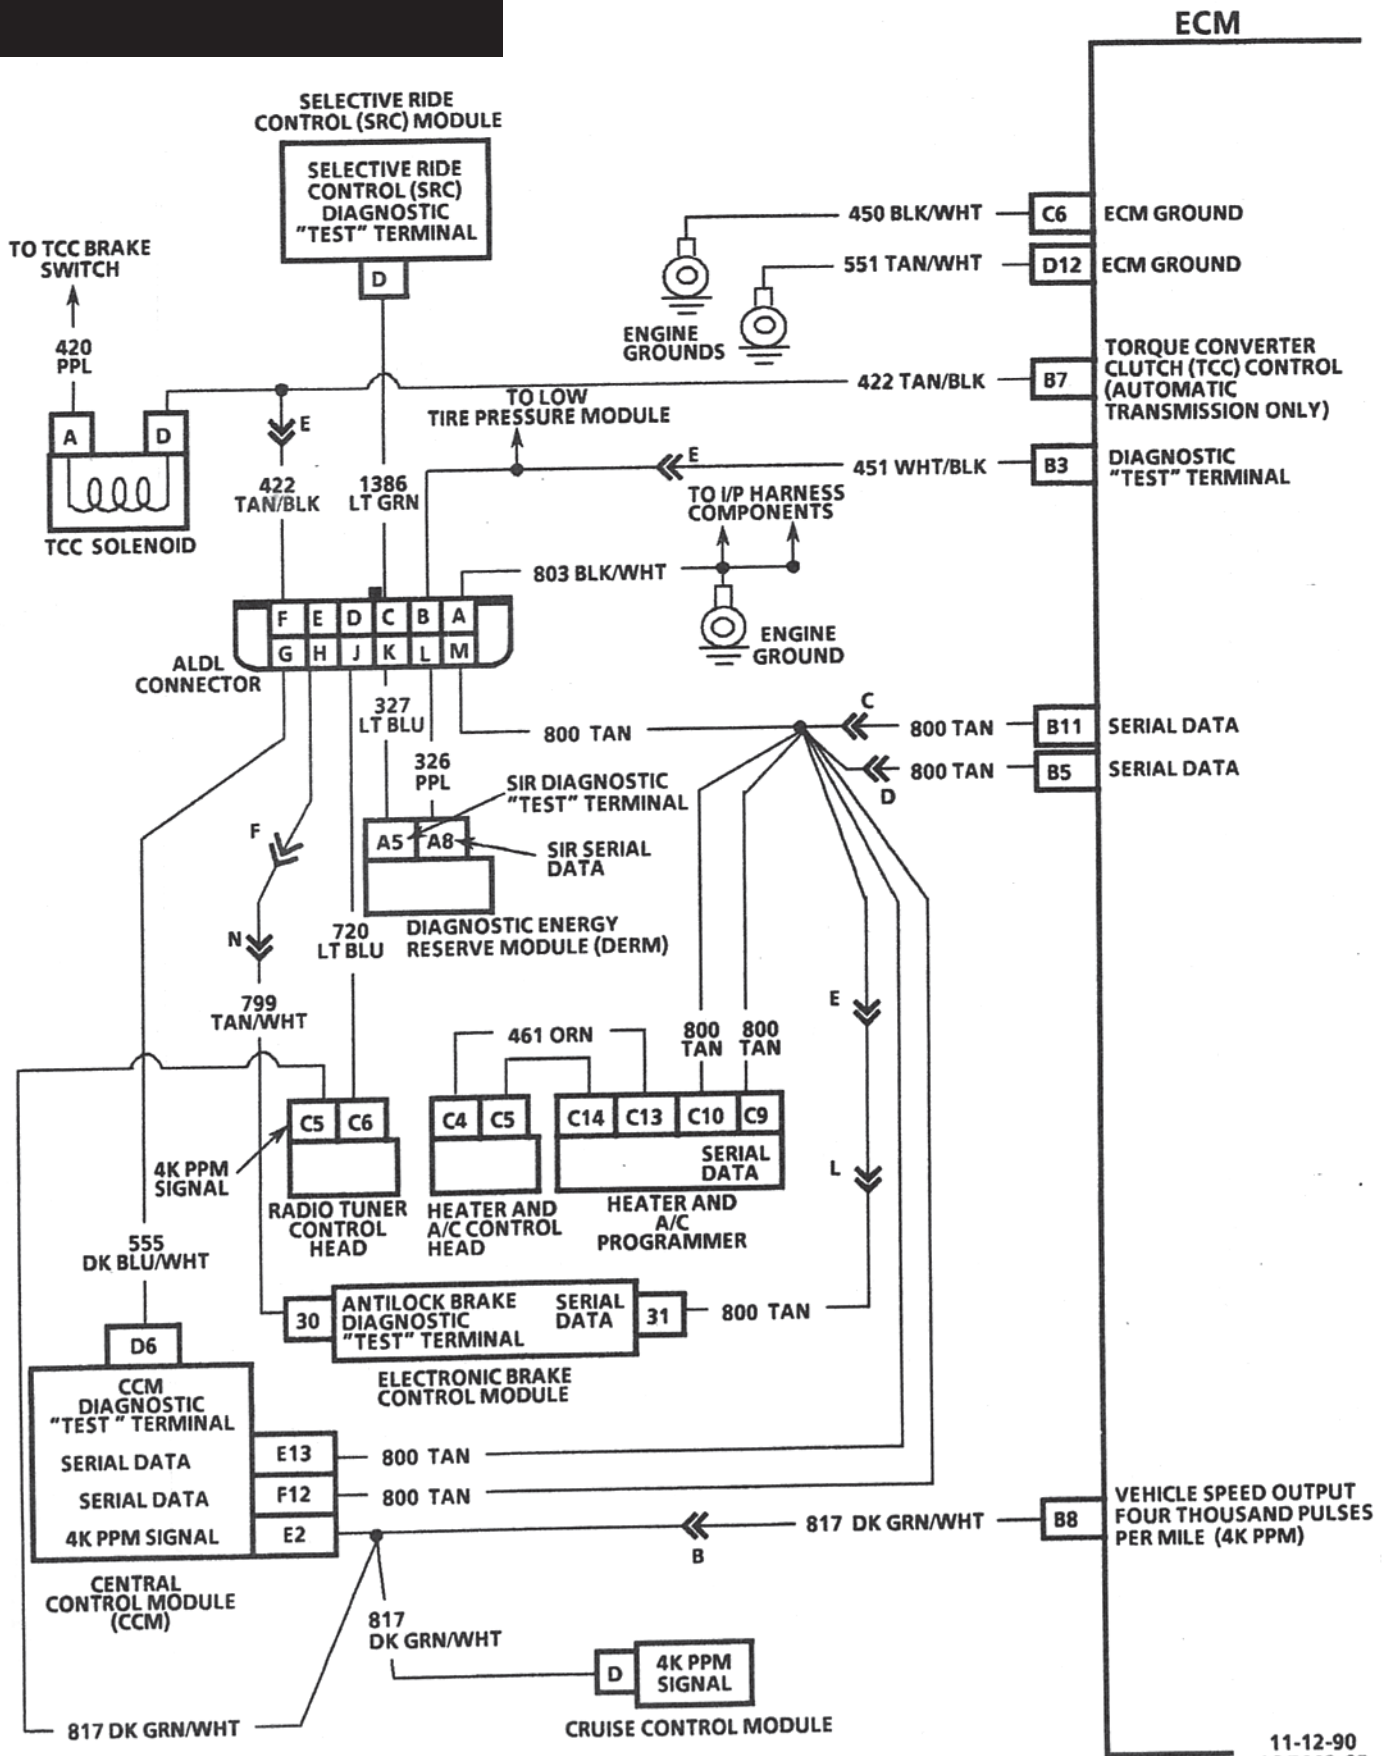 ECM
SELECTIVE RIDE
CONTROL (SRC) MODULE
SELECTIVE RIDE
CONTROL (SRC)
DIAGNOSTIC
"TEST" TERMINAL
D
450 BLK/WHT
C6
ECM GROUND
551 TAN/WHT
D12
ECM GROUND
ENGINE
GROUNDS
TO TCC BRAKE
SWITCH
420
PPL
A
D
TCC SOLENOID
E
422
TAN/BLK
1386
LT GRN
TO LOW
TIRE PRESSURE MODULE
422 TAN/BLK
B7
TORQUE CONVERTER
CLUTCH (TCC) CONTROL
(AUTOMATIC
TRANSMISSION ONLY)
E
451 WHT/BLK
B3
DIAGNOSTIC
"TEST" TERMINAL
TO I/P HARNESS
COMPONENTS
803 BLK/WHT
ENGINE
GROUND
F E D C B A
G H J K L M
ALDL
CONNECTOR
327
LT BLU
326
PPL
800 TAN
C
800 TAN
B11
SERIAL DATA
800 TAN
D
B5
SERIAL DATA
SIR DIAGNOSTIC
"TEST" TERMINAL
A5
A8
SIR SERIAL
DATA
DIAGNOSTIC ENERGY
RESERVE MODULE (DERM)
F
N
720
LT BLU
799
TAN/WHT
461 ORN
800
TAN
800
TAN
E
L
C5
C6
4K PPM
SIGNAL
RADIO TUNER
CONTROL
HEAD
C4
C5
HEATER AND
A/C CONTROL
HEAD
C14
C13
C10
C9
SERIAL
DATA
HEATER AND
A/C
PROGRAMMER
555
DK BLU/WHT
30
ANTILOCK BRAKE
DIAGNOSTIC
"TEST" TERMINAL
SERIAL
DATA
31
800 TAN
ELECTRONIC BRAKE
CONTROL MODULE
D6
CCM
DIAGNOSTIC
"TEST " TERMINAL
SERIAL DATA
E13
800 TAN
SERIAL DATA
F12
800 TAN
4K PPM SIGNAL
E2
CENTRAL
CONTROL MODULE
(CCM)
B
817 DK GRN/WHT
B8
VEHICLE SPEED OUTPUT
FOUR THOUSAND PULSES
PER MILE (4K PPM)
817
DK GRN/WHT
D
4K PPM
SIGNAL
CRUISE CONTROL MODULE
817 DK GRN/WHT
11-12-90